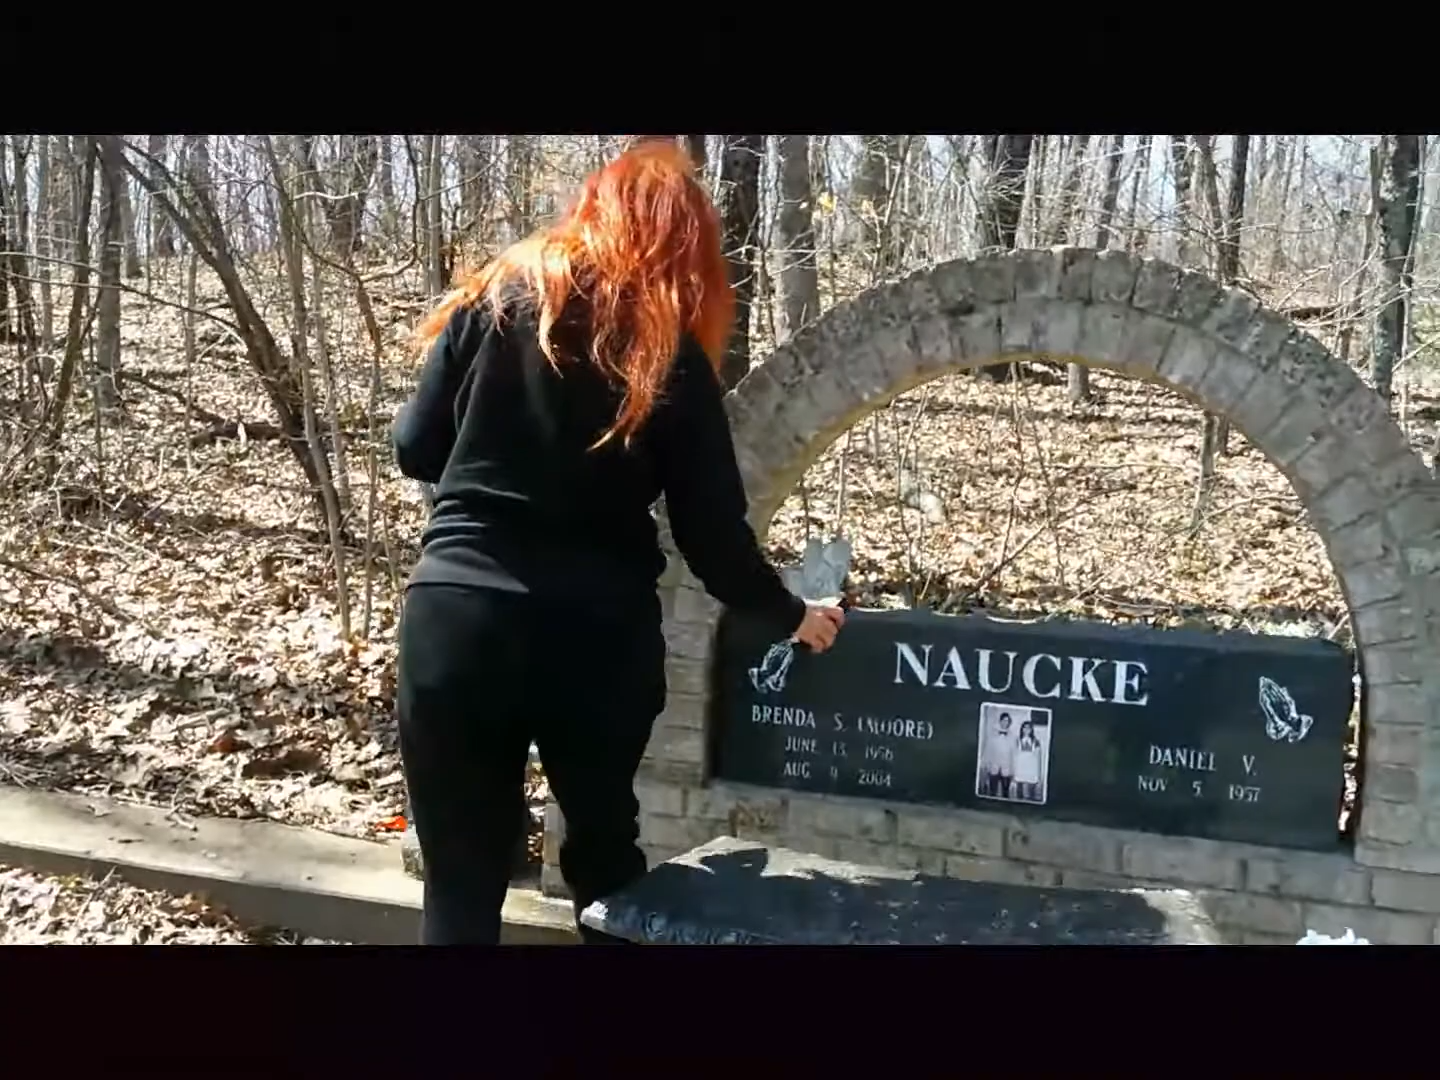 NAUCKE
BRENDA S. (MOORE)
JUNE 13 1956
AUG 9 2004
DANIEL V.
NOV 5 1957